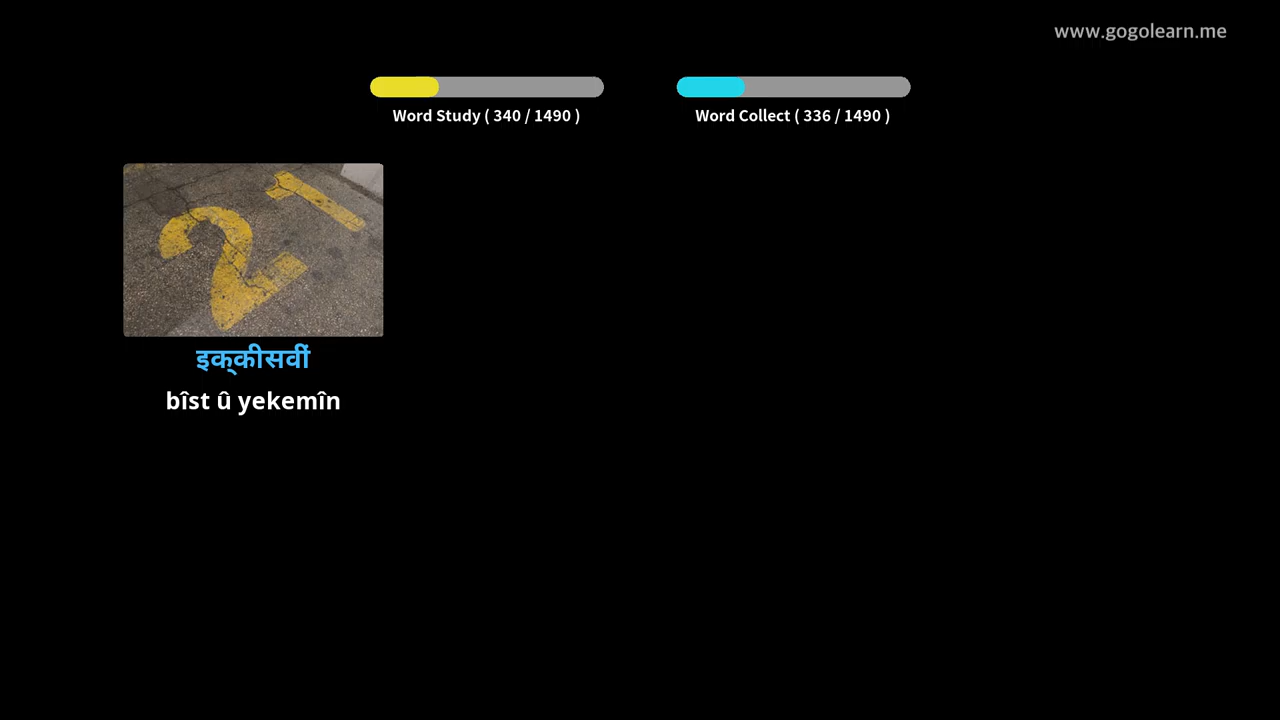 www.gogolearn.me
Word Study ( 340 / 1490 )
Word Collect ( 336 / 1490 )
21
इक्कीसवीं
bîst û yekemîn